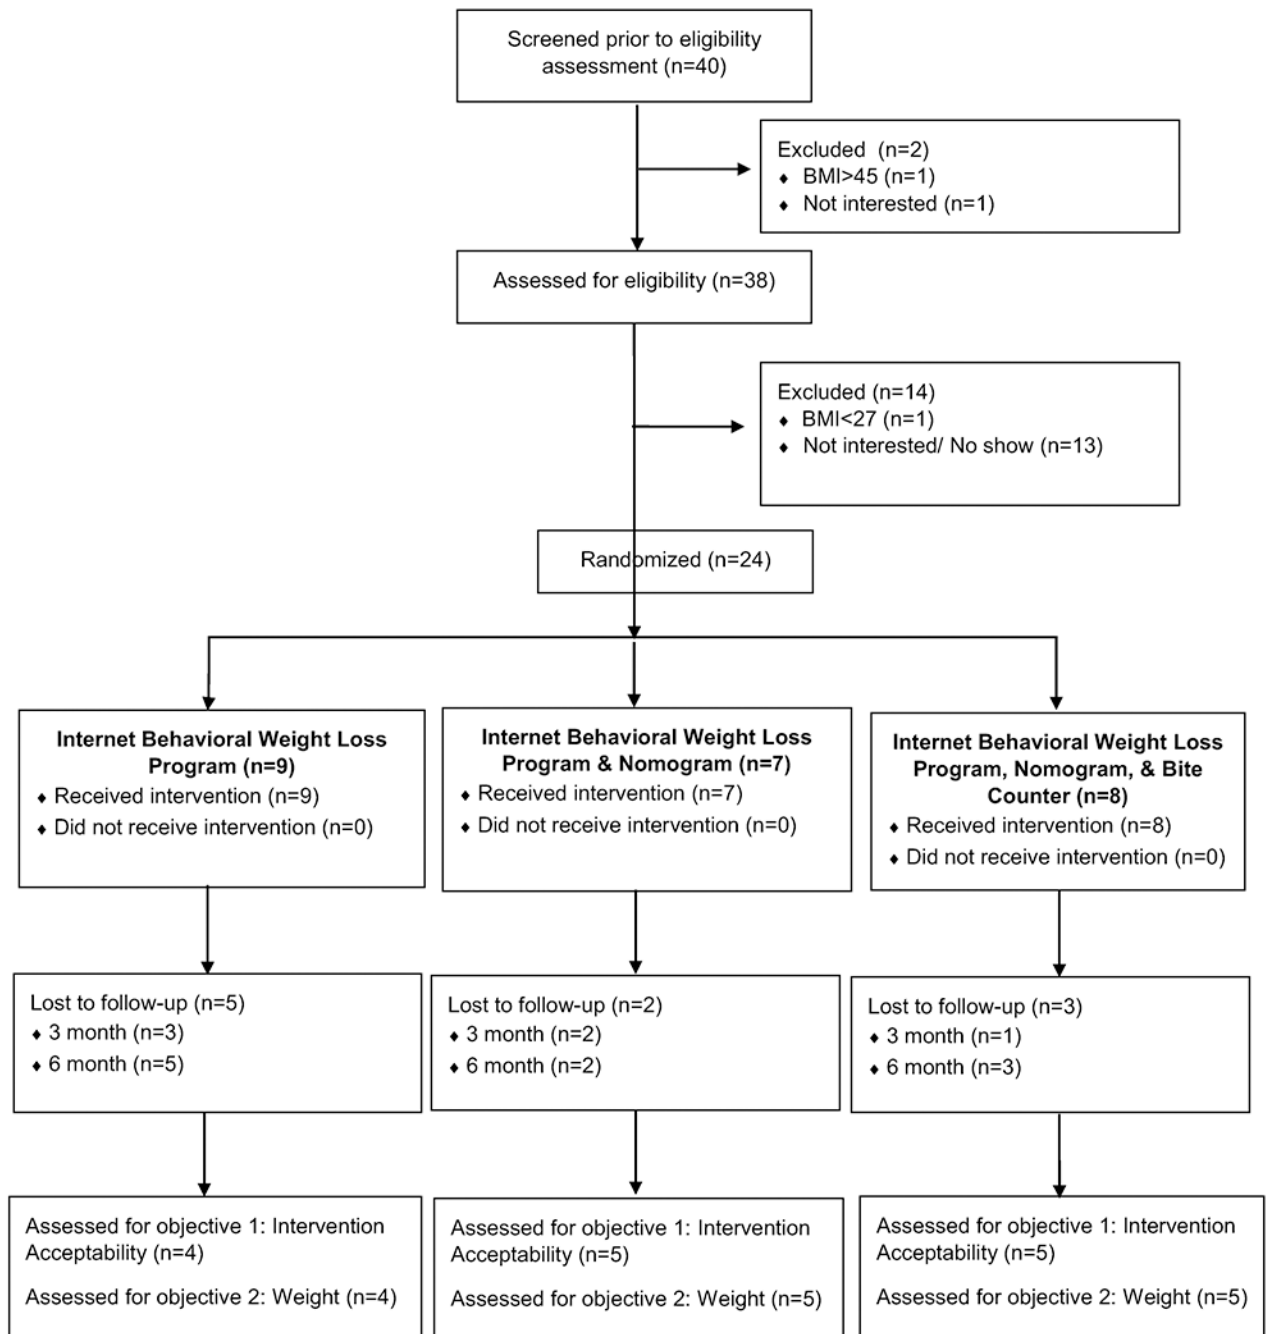 Screened prior to eligibility
assessment (n=40)
Excluded (n=2)
♦ BMI>45 (n=1)
♦ Not interested (n=1)
Assessed for eligibility (n=38)
Excluded (n=14)
♦ BMI<27 (n=1)
♦ Not interested/ No show (n=13)
Randomized (n=24)
Internet Behavioral Weight Loss
Program (n=9)
♦ Received intervention (n=9)
♦ Did not receive intervention (n=0)
Internet Behavioral Weight Loss
Program & Nomogram (n=7)
♦ Received intervention (n=7)
♦ Did not receive intervention (n=0)
Internet Behavioral Weight Loss
Program, Nomogram, & Bite
Counter (n=8)
♦ Received intervention (n=8)
♦ Did not receive intervention (n=0)
Lost to follow-up (n=5)
♦ 3 month (n=3)
♦ 6 month (n=5)
Lost to follow-up (n=2)
♦ 3 month (n=2)
♦ 6 month (n=2)
Lost to follow-up (n=3)
♦ 3 month (n=1)
♦ 6 month (n=3)
Assessed for objective 1: Intervention
Acceptability (n=4)
Assessed for objective 2: Weight (n=4)
Assessed for objective 1: Intervention
Acceptability (n=5)
Assessed for objective 2: Weight (n=5)
Assessed for objective 1: Intervention
Acceptability (n=5)
Assessed for objective 2: Weight (n=5)